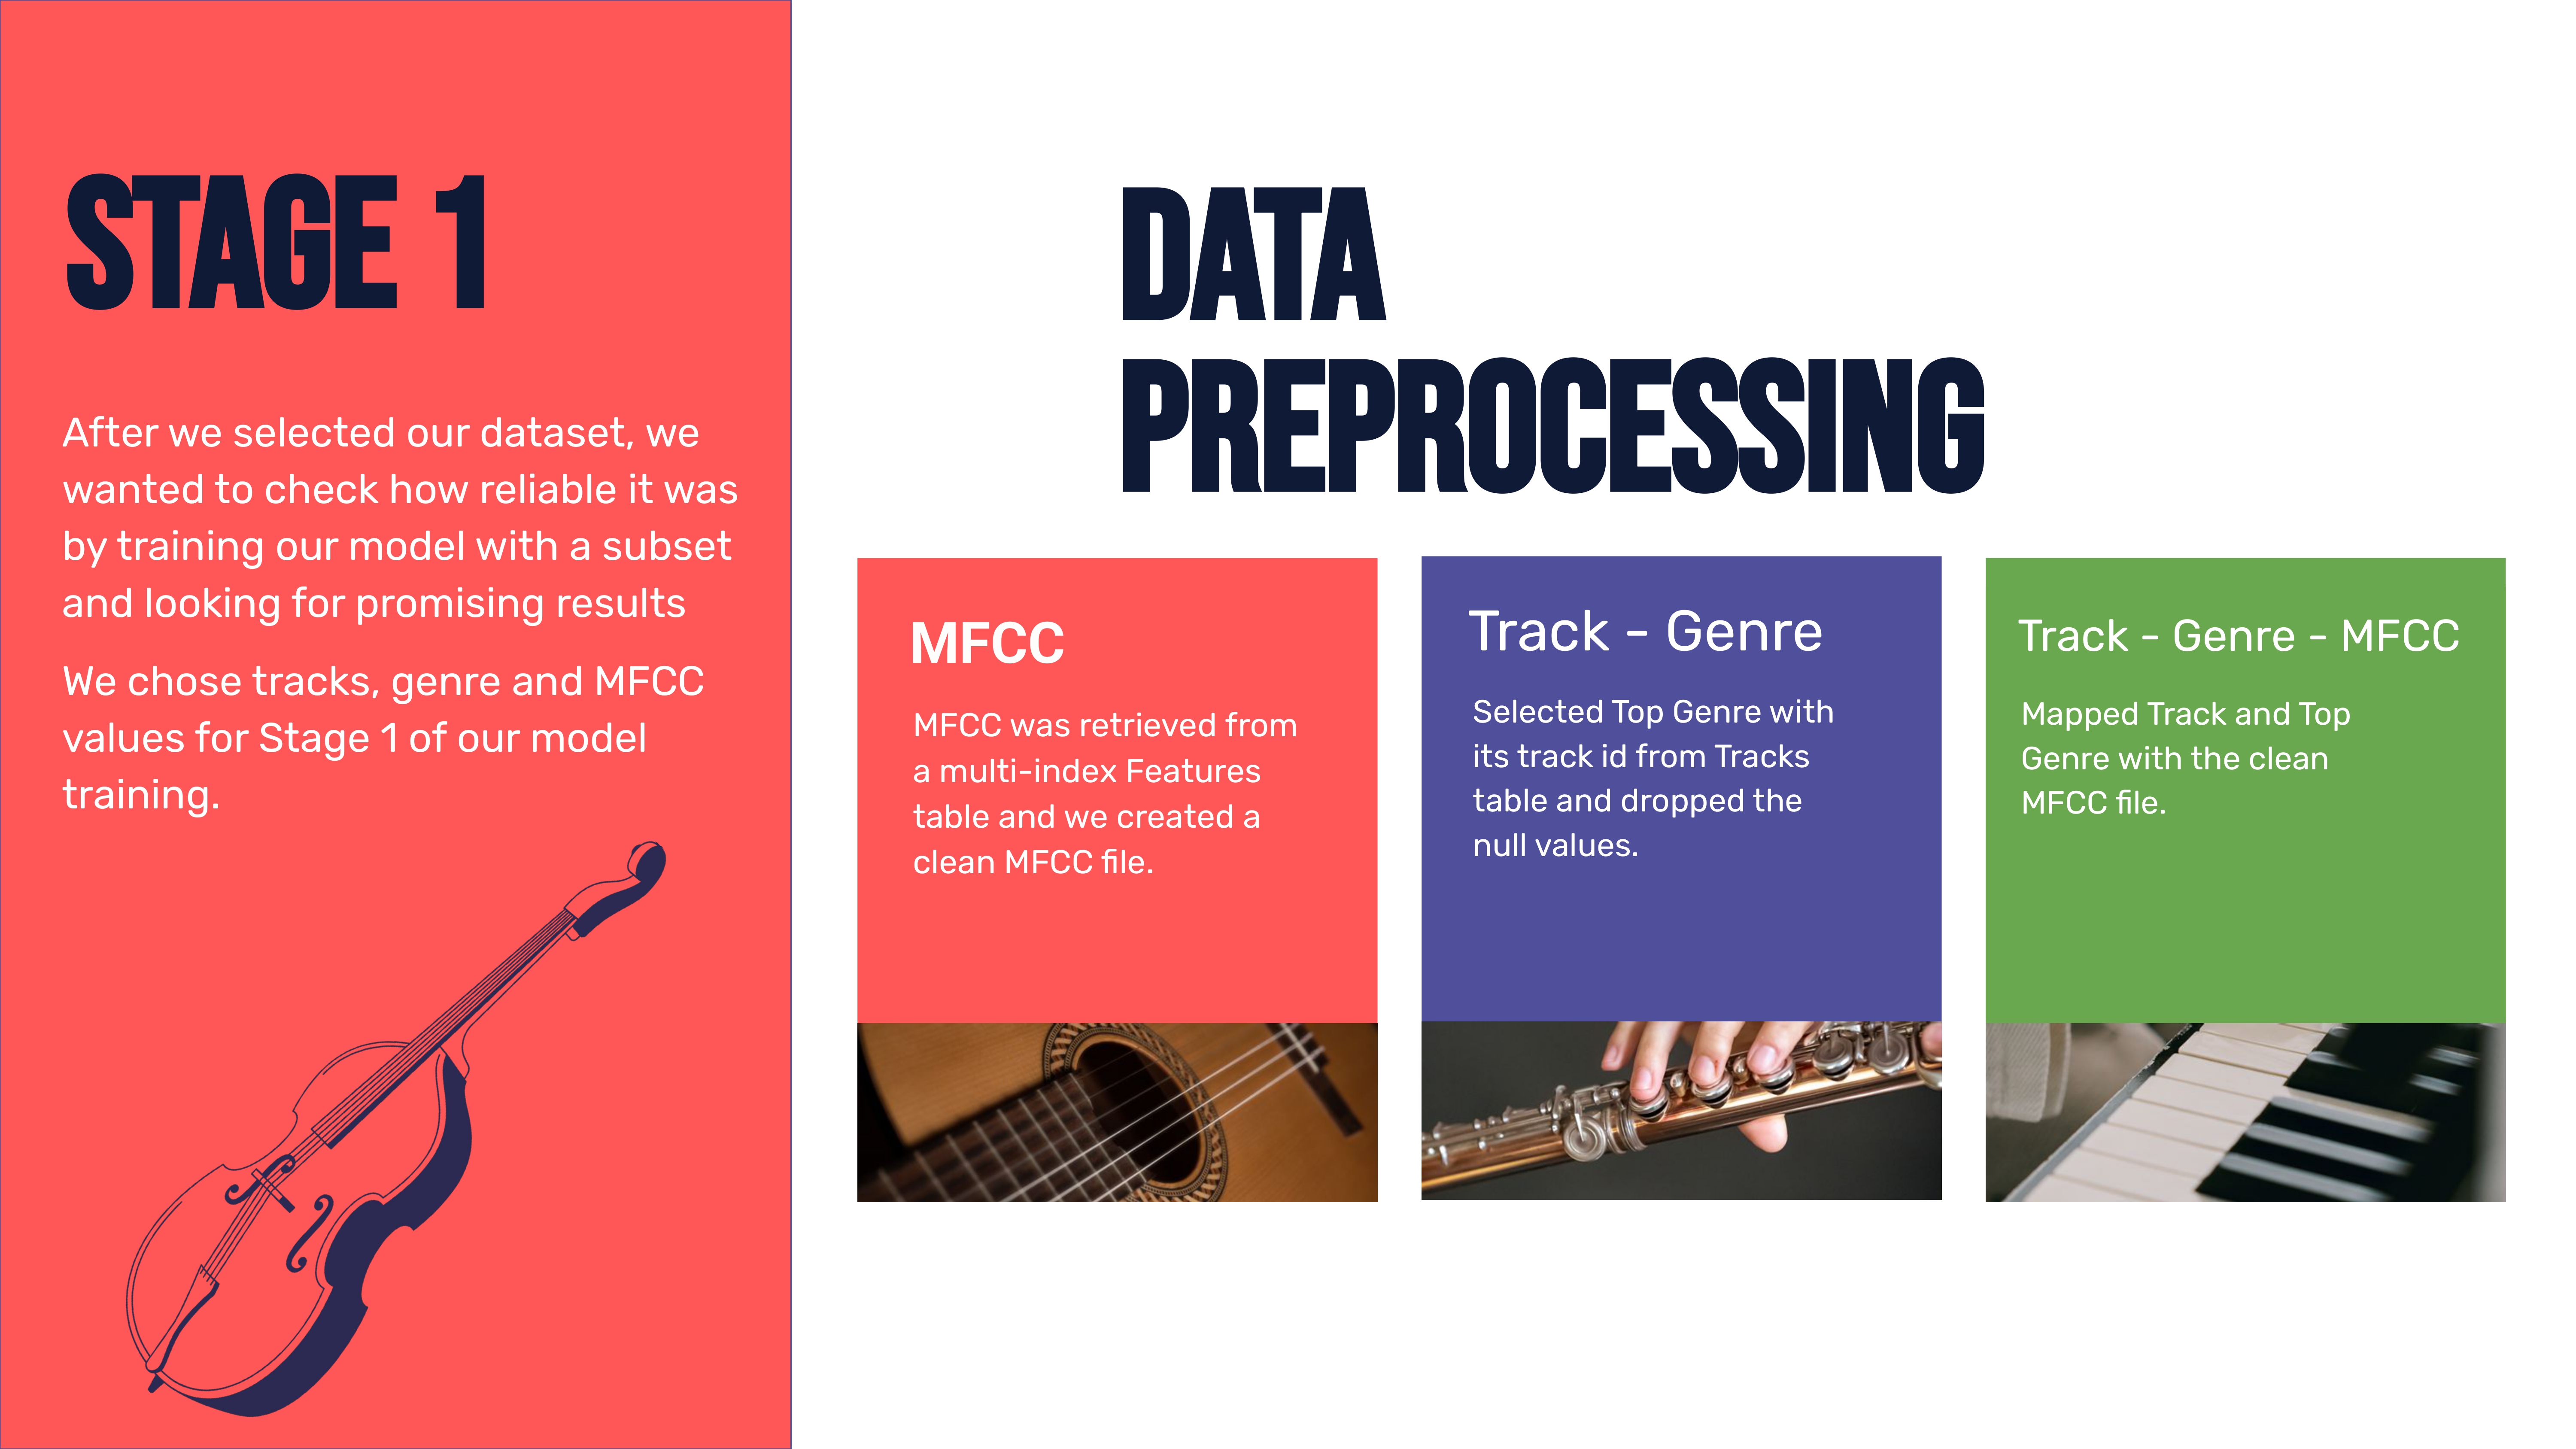 STAGE 1
After we selected our dataset, we
wanted to check how reliable it was
by training our model with a subset
and looking for promising results
We chose tracks, genre and MFCC
values for Stage 1 of our model
training.
DATA
PREPROCESSING
MFCC
MFCC was retrieved from
a multi-index Features
table and we created a
clean MFCC file.
Track - Genre
Selected Top Genre with
its track id from Tracks
table and dropped the
null values.
Track - Genre - MFCC
Mapped Track and Top
Genre with the clean
MFCC file.